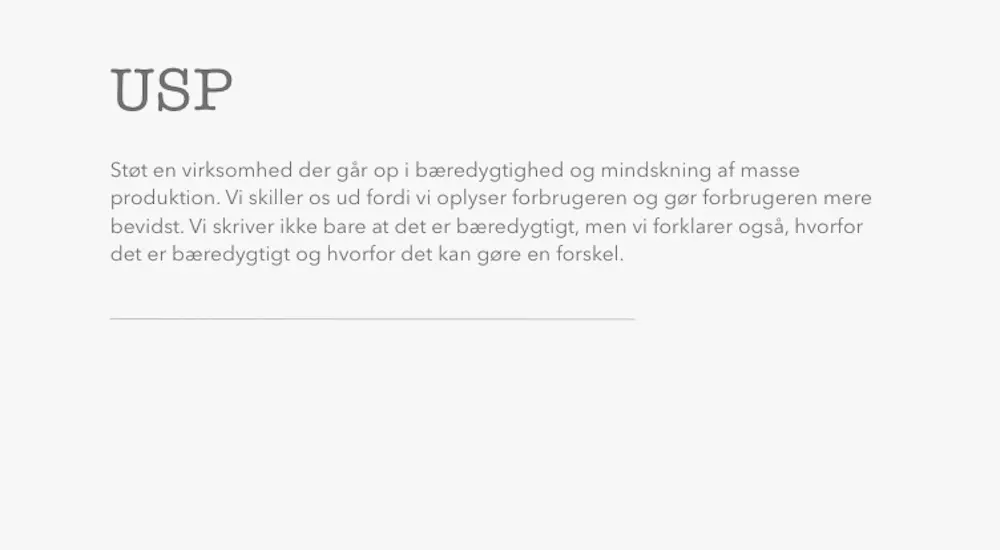 USP
Støt en virksomhed der går op i bæredygtighed og mindskning af masse
produktion. Vi skiller os ud fordi vi oplyser forbrugeren og gør forbrugeren mere
bevidst. Vi skriver ikke bare at det er bæredygtigt, men vi forklarer også, hvorfor
det er bæredygtigt og hvorfor det kan gøre en forskel.